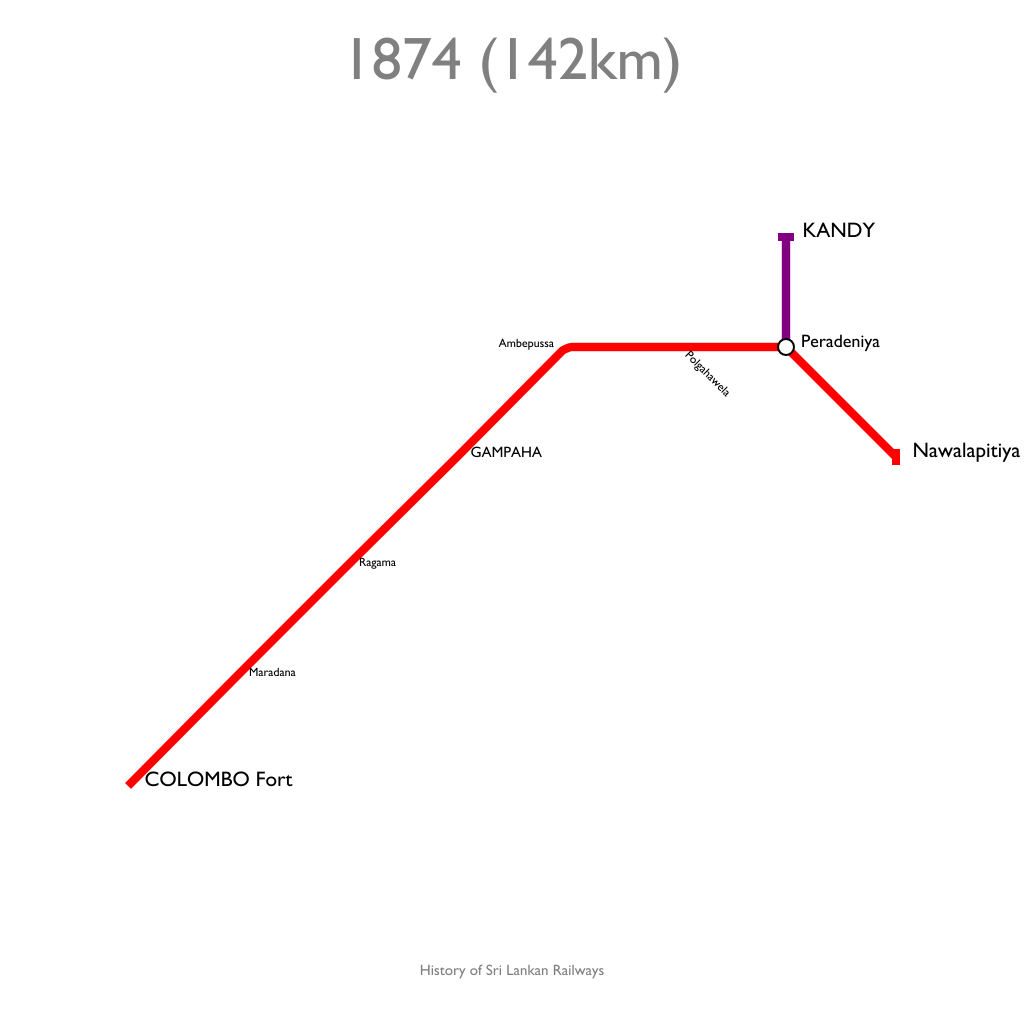 1874 (142km)
KANDY
Ambepussa
Peradeniya
Polgahawela
GAMPAHA
Nawalapitiya
Ragama
Maradana
COLOMBO Fort
History of Sri Lankan Railways